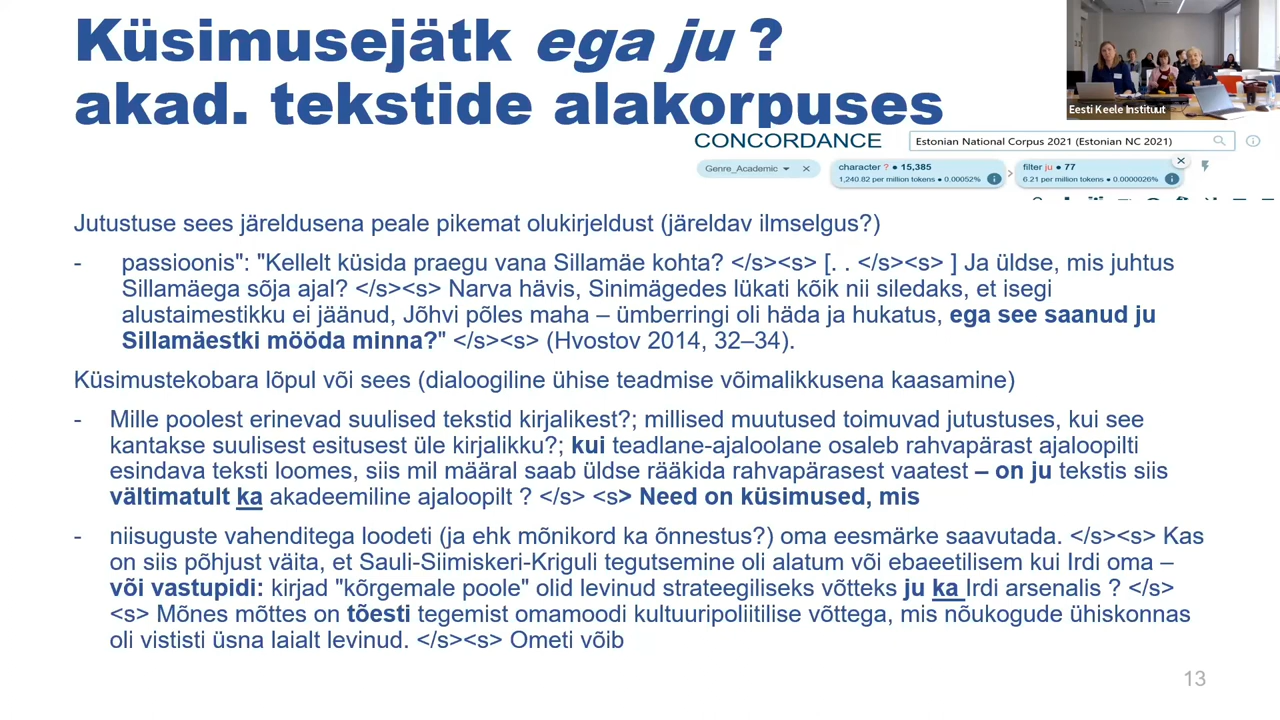 Küsimusejätk ega ju ?
akad. tekstide alakorpuses
Eesti Keele Instituut
CONCORDANCE
Estonian National Corpus 2021 (Estonian NC 2021)
Genre_Academic
character ? • 15,385
1,240.82 per million tokens • 0.00052%
filter ju • 77
6.21 per million tokens • 0.0000026%
Jutustuse sees järeldusena peale pikemat olukirjeldust (järeldav ilmselgus?)
- passioonis": "Kellelt küsida praegu vana Sillamäe kohta? </s><s> [. . </s><s> ] Ja üldse, mis juhtus
Sillamäega sõja ajal? </s><s> Narva hävis, Sinimägedes lükati kõik nii siledaks, et isegi
alustaimestikku ei jäänud, Jõhvi põles maha – ümberringi oli häda ja hukatus, ega see saanud ju
Sillamäestki mööda minna?" </s><s> (Hvostov 2014, 32–34).
Küsimustekobara lõpul või sees (dialoogiline ühise teadmise võimalikkusena kaasamine)
- Mille poolest erinevad suulised tekstid kirjalikest?; millised muutused toimuvad jutustuses, kui see
kantakse suulisest esitusest üle kirjalikku?; kui teadlane-ajaloolane osaleb rahvapärast ajaloopilti
esindava teksti loomes, siis mil määral saab üldse rääkida rahvapärasest vaatest – on ju tekstis siis
vältimatult ka akadeemiline ajaloopilt ? </s> <s> Need on küsimused, mis
- niisuguste vahenditega loodeti (ja ehk mõnikord ka õnnestus?) oma eesmärke saavutada. </s><s> Kas
on siis põhjust väita, et Sauli-Siimiskeri-Kriguli tegutsemine oli alatum või ebaeetilisem kui Irdi oma –
või vastupidi: kirjad "kõrgemale poole" olid levinud strateegiliseks võtteks ju ka Irdi arsenalis ? </s>
<s> Mõnes mõttes on tõesti tegemist omamoodi kultuuripoliitilise võttega, mis nõukogude ühiskonnas
oli vististi üsna laialt levinud. </s><s> Ometi võib
13